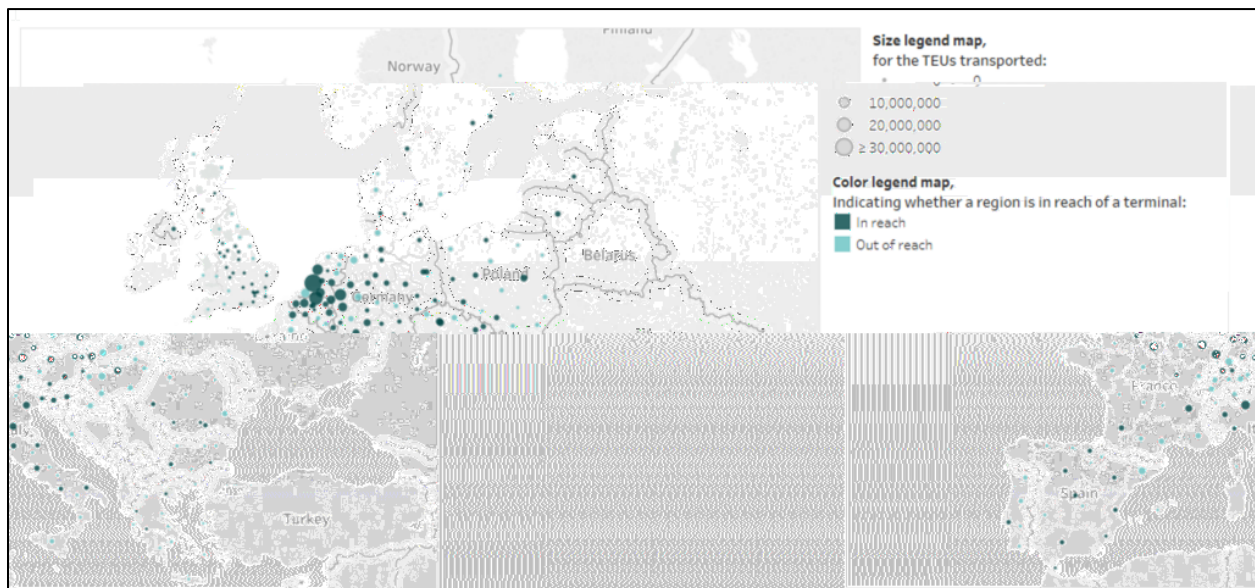 Finland
Norway
Size legend map,
for the TEUs transported:
0
10,000,000
20,000,000
≥ 30,000,000
Color legend map,
Indicating whether a region is in reach of a terminal:
In reach
Out of reach
Belarus
Poland
Germany
France
Spain
Turkey